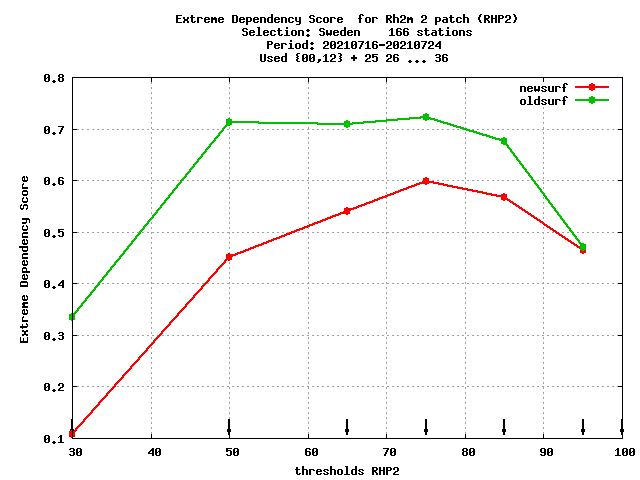 Extreme Dependency Score  for Rh2m 2 patch (RHP2)
Selection: Sweden    166 stations
Period: 20210716-20210724
Used {00,12} + 25 26 ... 36
newsurf
oldsurf
0.8
0.7
0.6
0.5
0.4
0.3
0.2
0.1
Extreme Dependency Score
30 40 50 60 70 80 90 100
thresholds RHP2